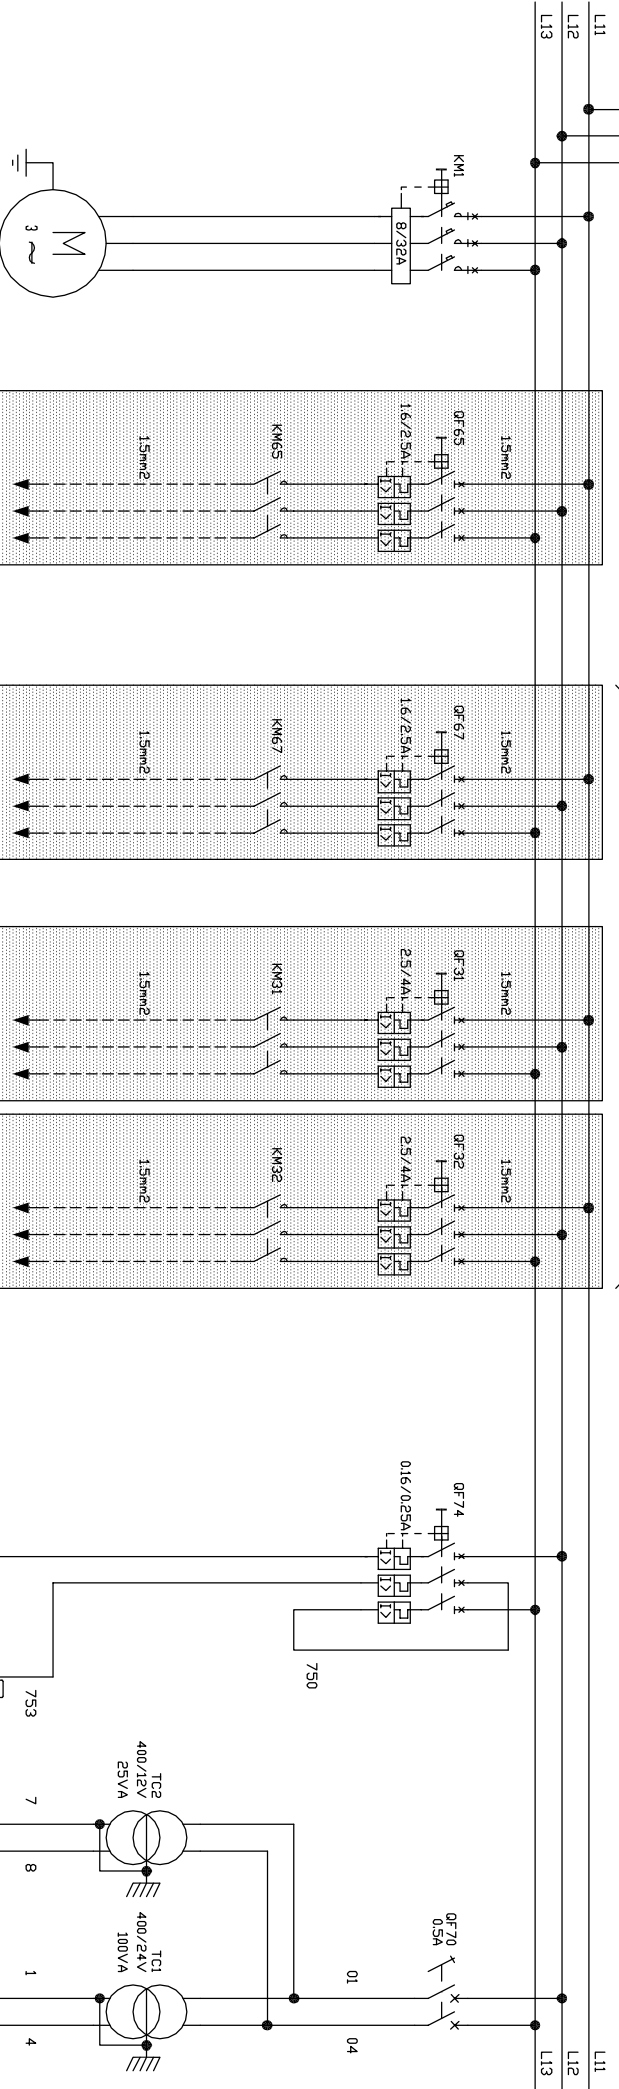 L11
L12
L13
KM1
8/32A
M
3 ~
QF65
1.6/2.5A
1.5mm2
KM65
1.5mm2
QF67
1.6/2.5A
1.5mm2
KM67
1.5mm2
QF31
2.5/4A
1.5mm2
KM31
1.5mm2
QF32
2.5/4A
1.5mm2
KM32
1.5mm2
QF74
0.16/0.25A
750
753
TC2
400/12V
25VA
7
8
QF70
0.5A
01
04
TC1
400/24V
100VA
1
4
L11
L12
L13